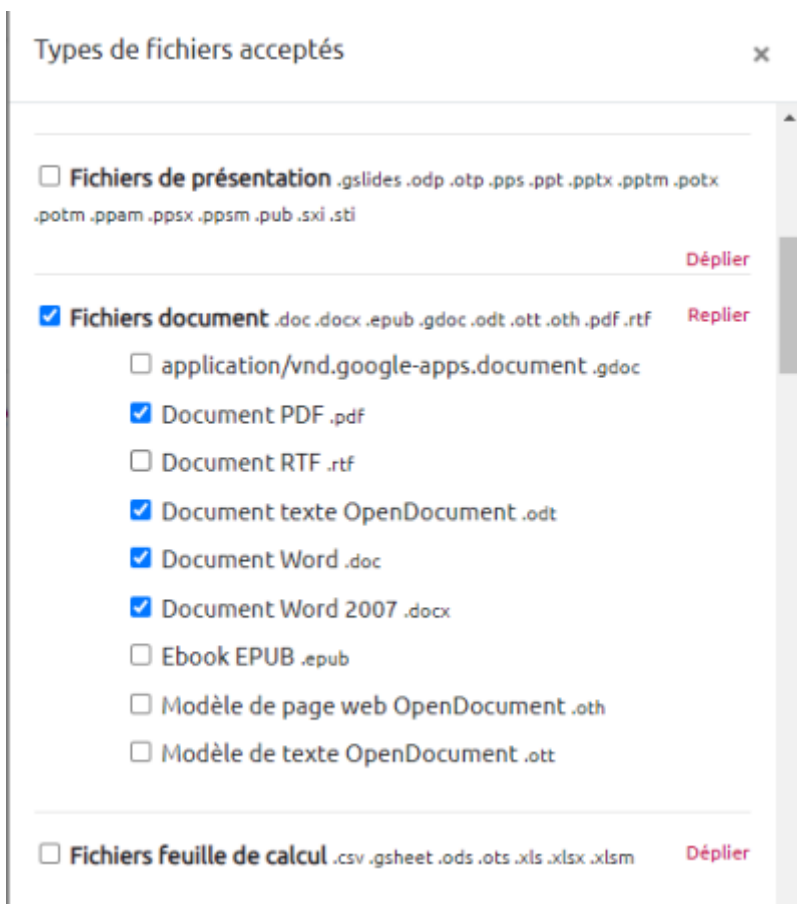 Types de fichiers acceptés ×
Fichiers de présentation .gslides .odp .otp .pps .ppt .pptx .pptm .potx
.potm .ppam .ppsx .ppsm .pub .sxi .sti
Déplier
Fichiers document .doc .docx .epub .gdoc .odt .ott .oth .pdf .rtf Replier
application/vnd.google-apps.document .gdoc
Document PDF .pdf
Document RTF .rtf
Document texte OpenDocument .odt
Document Word .doc
Document Word 2007 .docx
Ebook EPUB .epub
Modèle de page web OpenDocument .oth
Modèle de texte OpenDocument .ott
Fichiers feuille de calcul .csv .gsheet .ods .ots .xls .xlsx .xlsm Déplier